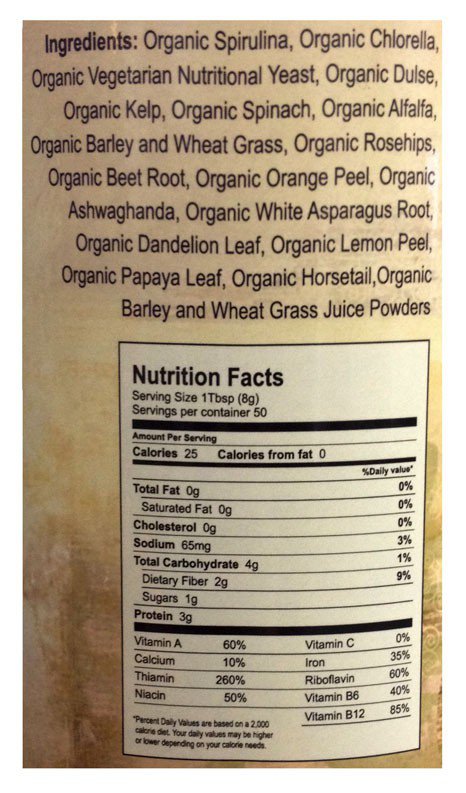 Ingredients: Organic Spirulina, Organic Chlorella,
Organic Vegetarian Nutritional Yeast, Organic Dulse,
Organic Kelp, Organic Spinach, Organic Alfalfa,
Organic Barley and Wheat Grass, Organic Rosehips,
Organic Beet Root, Organic Orange Peel, Organic
Ashwaghanda, Organic White Asparagus Root,
Organic Dandelion Leaf, Organic Lemon Peel,
Organic Papaya Leaf, Organic Horsetail,Organic
Barley and Wheat Grass Juice Powders
Nutrition Facts
Serving Size 1Tbsp (8g)
Servings per container 50
Amount Per Serving
Calories 25 Calories from fat 0
%Daily value*
Total Fat 0g 0%
Saturated Fat 0g 0%
Cholesterol 0g 0%
Sodium 65mg 3%
Total Carbohydrate 4g 1%
Dietary Fiber 2g 9%
Sugars 1g
Protein 3g
Vitamin A 60% Vitamin C 0%
Calcium 10% Iron 35%
Thiamin 260% Riboflavin 60%
Niacin 50% Vitamin B6 40%
Vitamin B12 85%
*Percent Daily Values are based on a 2,000
calorie diet. Your daily values may be higher
or lower depending on your calorie needs.